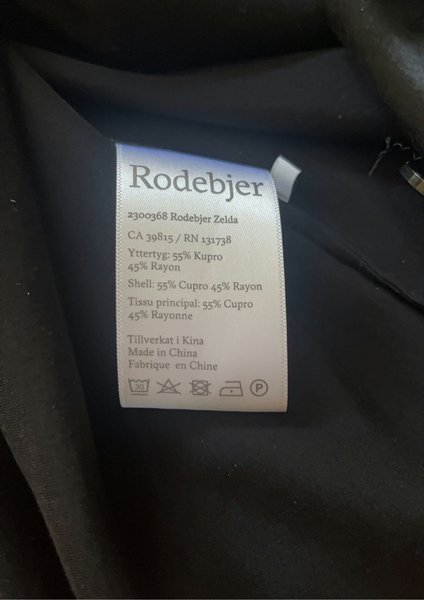 Rodebjer
2300368 Rodebjer Zelda
CA 39815 / RN 131738
Yttertyg: 55% Kupro
45% Rayon
Shell: 55% Cupro 45% Rayon
Tissu principal: 55% Cupro
45% Rayonne
Tillverkat i Kina
Made in China
Fabrique en Chine
30 P